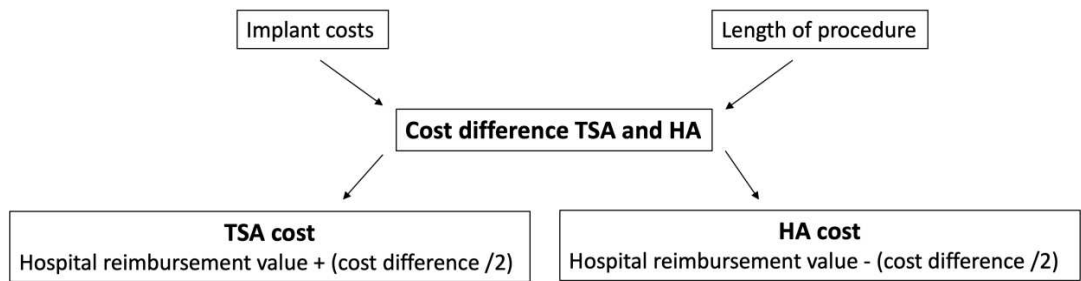 Implant costs
Length of procedure
Cost difference TSA and HA
TSA cost
Hospital reimbursement value + (cost difference /2)
HA cost
Hospital reimbursement value - (cost difference /2)